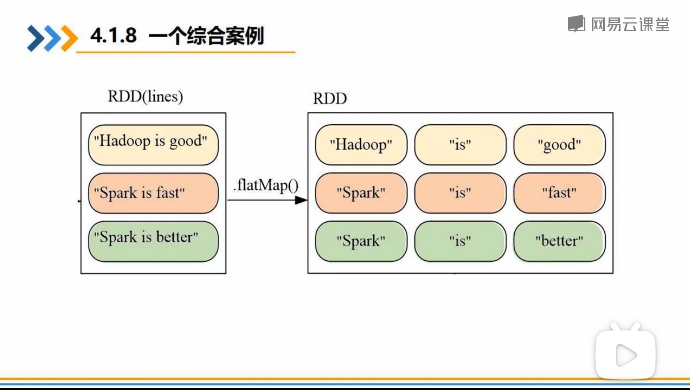 4.1.8 一个综合案例
网易云课堂
RDD(lines)
RDD
"Hadoop is good"
"Spark is fast"
"Spark is better"
.flatMap()
"Hadoop" "is" "good"
"Spark" "is" "fast"
"Spark" "is" "better"